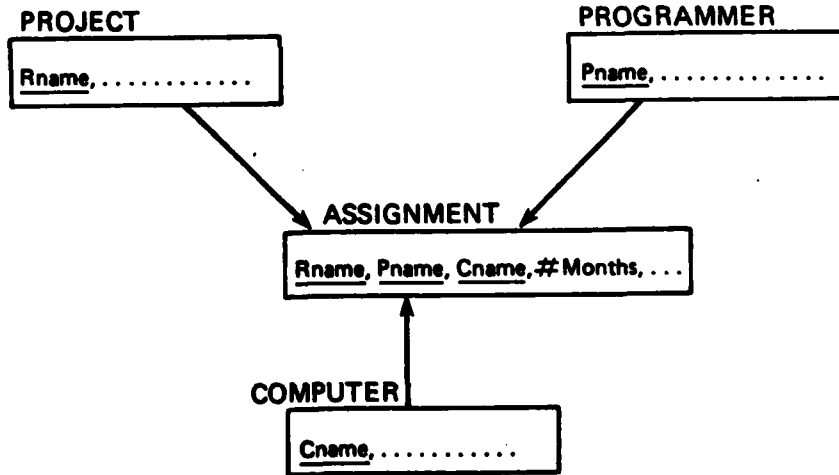 PROJECT
Rname, . . . . . . . . . . . .
PROGRAMMER
Pname, . . . . . . . . . . . . .
ASSIGNMENT
Rname, Pname, Cname, # Months, . . .
COMPUTER
Cname, . . . . . . . . . . .